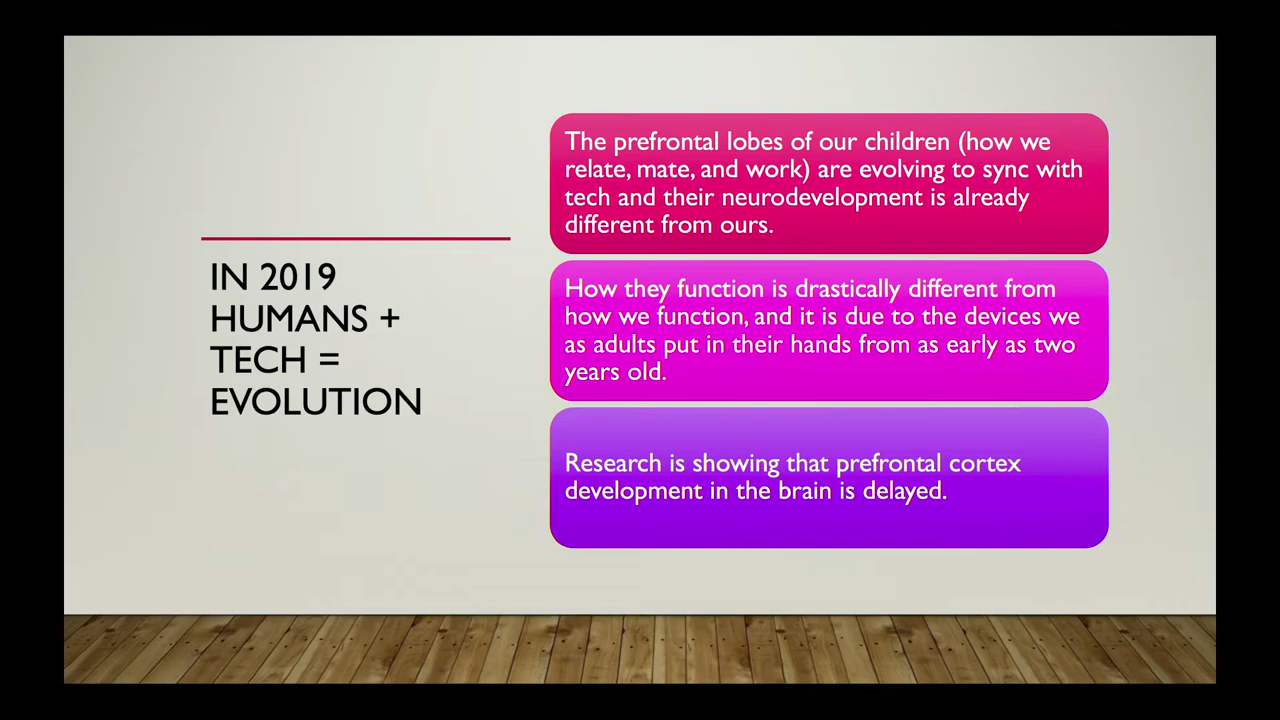 IN 2019
HUMANS +
TECH =
EVOLUTION
The prefrontal lobes of our children (how we
relate, mate, and work) are evolving to sync with
tech and their neurodevelopment is already
different from ours.
How they function is drastically different from
how we function, and it is due to the devices we
as adults put in their hands from as early as two
years old.
Research is showing that prefrontal cortex
development in the brain is delayed.